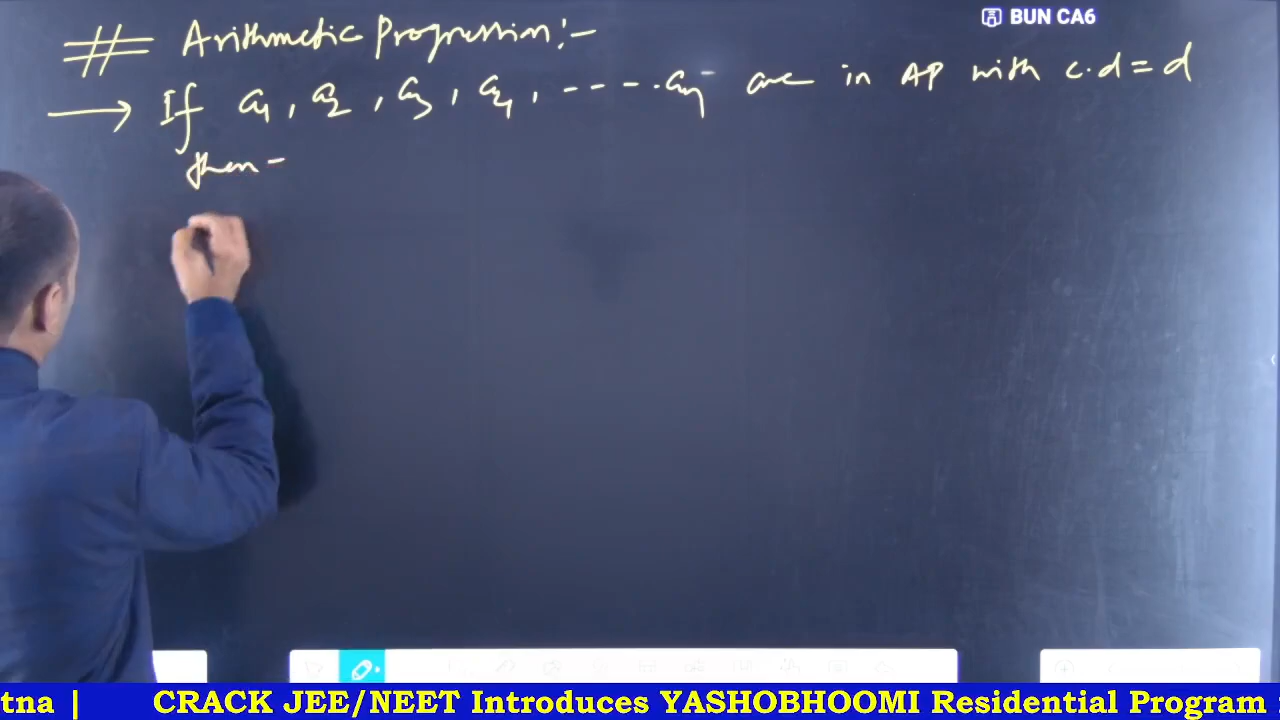 BUN CA6
# Arithmetic Progression :-
→ If a₁, a₂, a₃, a₄, ---- aₙ are in AP with c.d = d
then -
tna | CRACK JEE/NEET Introduces YASHOBHOOMI Residential Program